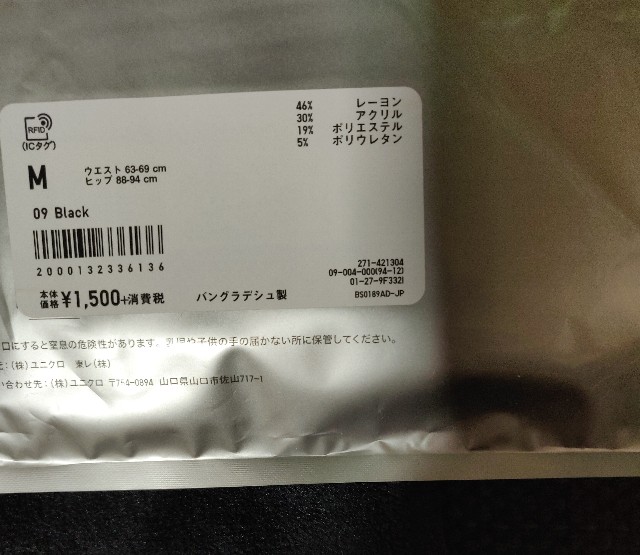 RFID
(ICタグ)
46% レーヨン
30% アクリル
19% ポリエステル
5% ポリウレタン
M
ウエスト 63-69 cm
ヒップ 88-94 cm
09 Black
2000132336136
271-421304
09-004-000(94-12)
01-27-9F332)
本体価格 ¥1,500+消費税
バングラデシュ製
BS0189AD-JP
口にすると窒息の危険性があります。乳児や子供の手の届かない所に保管してください。
(株)ユニクロ 東レ(株)
い合わせ先:(株)ユニクロ 〒754-0894 山口県山口市佐山717-1